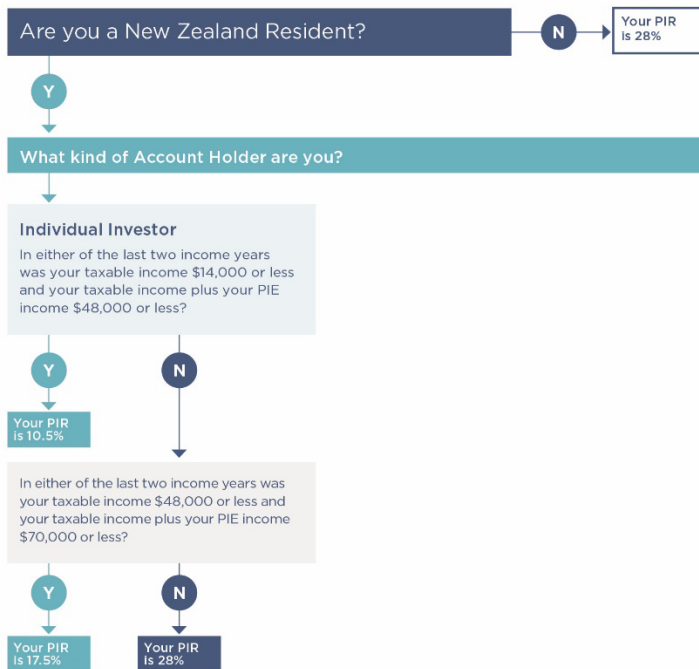 Are you a New Zealand Resident?
N
Your PIR
is 28%
Y
What kind of Account Holder are you?
Individual Investor
In either of the last two income years
was your taxable income $14,000 or less
and your taxable income plus your PIE
income $48,000 or less?
Y
N
Your PIR
is 10.5%
In either of the last two income years was
your taxable income $48,000 or less and
your taxable income plus your PIE income
$70,000 or less?
Y
N
Your PIR
is 17.5%
Your PIR
is 28%